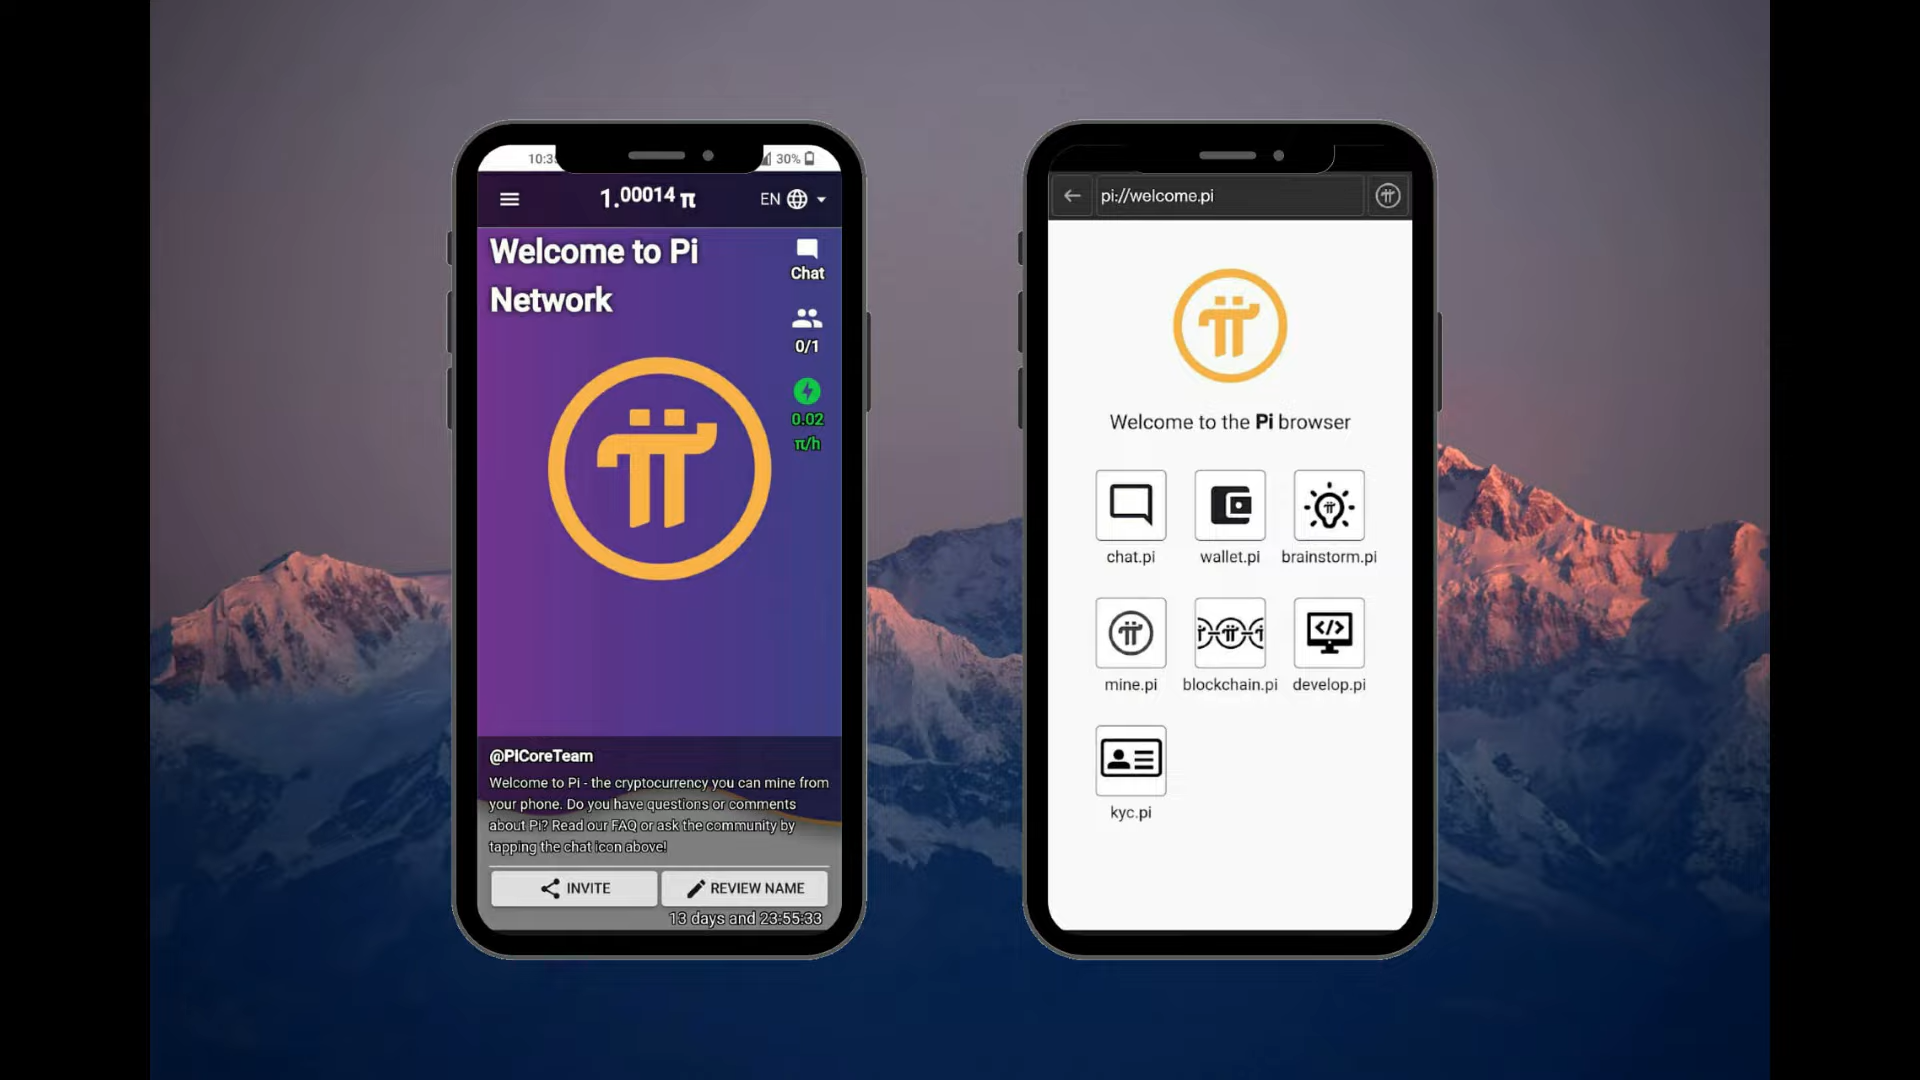 10:3
30%
1.00014 π
EN
Welcome to Pi
Network
Chat
0/1
0.02
π/h
@PiCoreTeam
Welcome to Pi - the cryptocurrency you can mine from
your phone. Do you have questions or comments
about Pi? Read our FAQ or ask the community by
tapping the chat icon above!
INVITE
REVIEW NAME
13 days and 23:55:33
pi://welcome.pi
Welcome to the Pi browser
chat.pi
wallet.pi
brainstorm.pi
mine.pi
blockchain.pi
develop.pi
kyc.pi